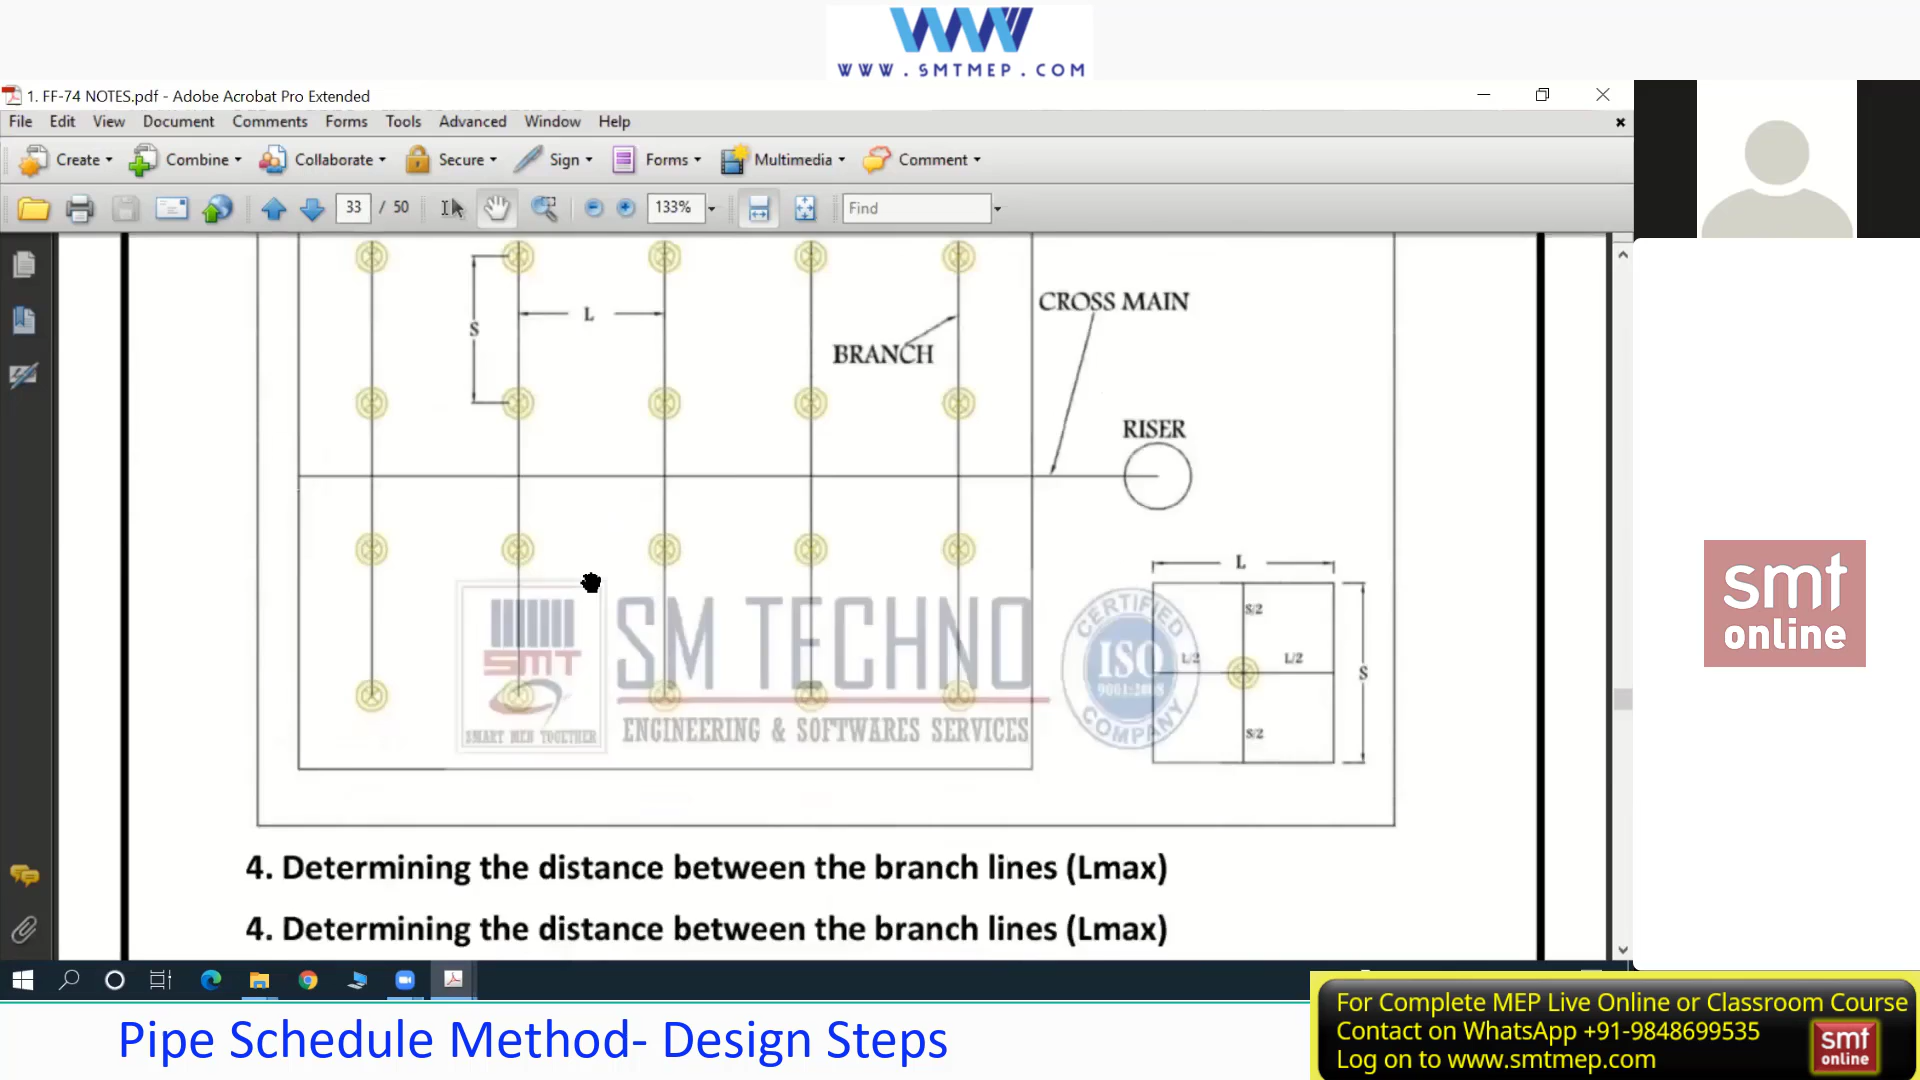 WWW.SMTMEP.COM
1. FF-74 NOTES.pdf - Adobe Acrobat Pro Extended
File Edit View Document Comments Forms Tools Advanced Window Help
Create Combine Collaborate Secure Sign Forms Multimedia Comment
33 / 50 133% Find
S
L
BRANCH
CROSS MAIN
RISER
L
S/2
L/2 L/2
S
S/2
SMT
SMART MEN TOGETHER
SM TECHNO
ENGINEERING & SOFTWARES SERVICES
CERTIFIED
ISO
9001:2008
COMPANY
4. Determining the distance between the branch lines (Lmax)
4. Determining the distance between the branch lines (Lmax)
smt
online
Pipe Schedule Method- Design Steps
For Complete MEP Live Online or Classroom Course
Contact on WhatsApp +91-9848699535
Log on to www.smtmep.com
smt
online